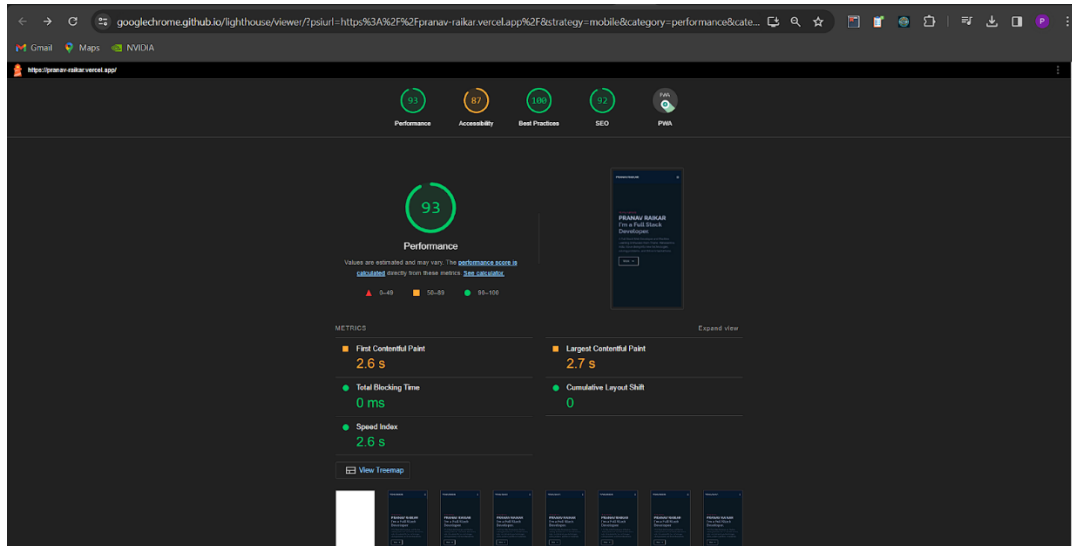 googlechrome.github.io/lighthouse/viewer/?psiurl=https%3A%2F%2Fpranav-raikar.vercel.app%2F&strategy=mobile&category=performance&cate...
P
Gmail Maps NVIDIA
https://pranav-raikar.vercel.app/
93 87 100 92 PWA
Performance Accessibility Best Practices SEO PWA
93
Performance
Values are estimated and may vary. The performance score is
calculated directly from these metrics. See calculator.
0–49 50–89 90–100
PRANAV RAIKAR
PRANAV RAIKAR
I'm a Full Stack
Developer.
METRICS Expand view
First Contentful Paint Largest Contentful Paint
2.6 s 2.7 s
Total Blocking Time Cumulative Layout Shift
0 ms 0
Speed Index
2.6 s
View Treemap